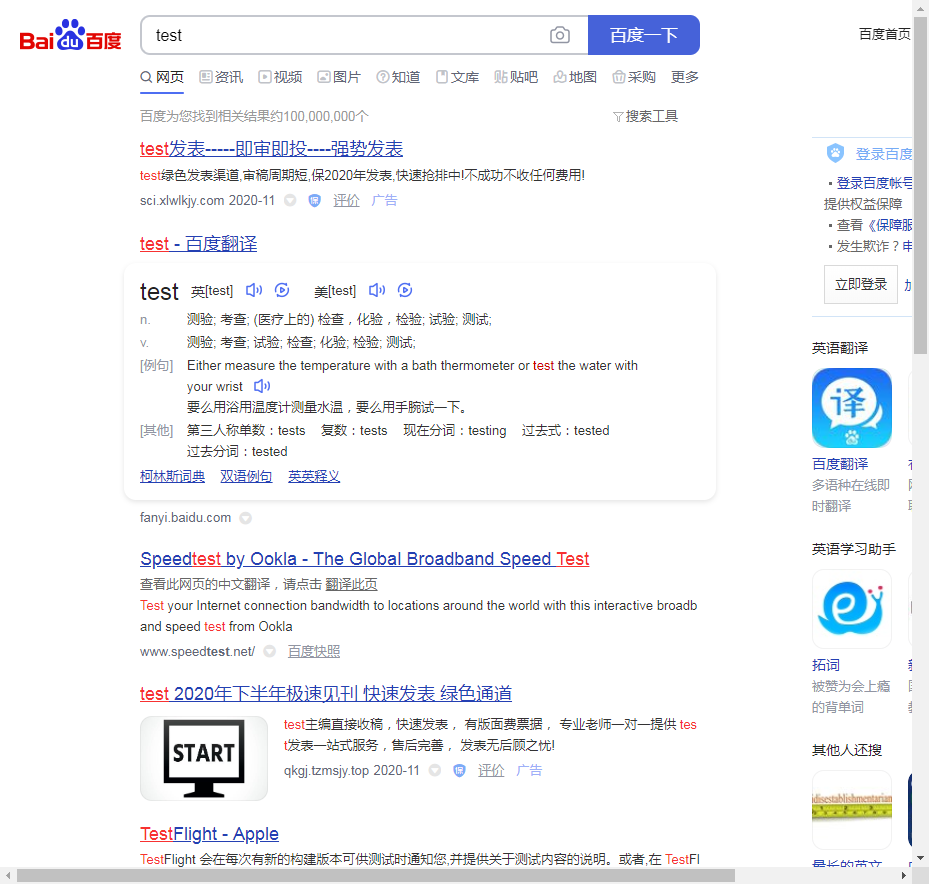 Bai du 百度
test
百度一下
百度首页
网页 资讯 视频 图片 知道 文库 贴吧 地图 采购 更多
百度为您找到相关结果约100,000,000个
搜索工具
test发表-----即审即投----强势发表
test绿色发表渠道,审稿周期短,保2020年发表,快速抢排中!不成功不收任何费用!
sci.xlwlkjy.com 2020-11 保 评价 广告
test - 百度翻译
test 英[test] 美[test]
n. 测验; 考查; (医疗上的) 检查，化验，检验; 试验; 测试;
v. 测验; 考查; 试验; 检查; 化验; 检验; 测试;
[例句] Either measure the temperature with a bath thermometer or test the water with
your wrist
要么用浴用温度计测量水温，要么用手腕试一下。
[其他] 第三人称单数：tests 复数：tests 现在分词：testing 过去式：tested
过去分词：tested
柯林斯词典 双语例句 英英释义
fanyi.baidu.com
Speedtest by Ookla - The Global Broadband Speed Test
查看此网页的中文翻译，请点击 翻译此页
Test your Internet connection bandwidth to locations around the world with this interactive broadb
and speed test from Ookla
www.speedtest.net/ 百度快照
test 2020年下半年极速见刊 快速发表 绿色通道
START
test主编直接收稿，快速发表， 有版面费票据， 专业老师一对一提供 tes
t发表一站式服务，售后完善， 发表无后顾之忧!
qkgj.tzmsjy.top 2020-11 保 评价 广告
TestFlight - Apple
TestFlight 会在每次有新的构建版本可供测试时通知您,并提供关于测试内容的说明。或者,在 TestFl
登录百度
登录百度帐号
提供权益保障
查看《保障服
发生欺诈？申
立即登录
英语翻译
译
百度翻译
多语种在线即
时翻译
英语学习助手
拓词
被赞为会上瘾
的背单词
其他人还搜
disestablishmentarian
最长的英文